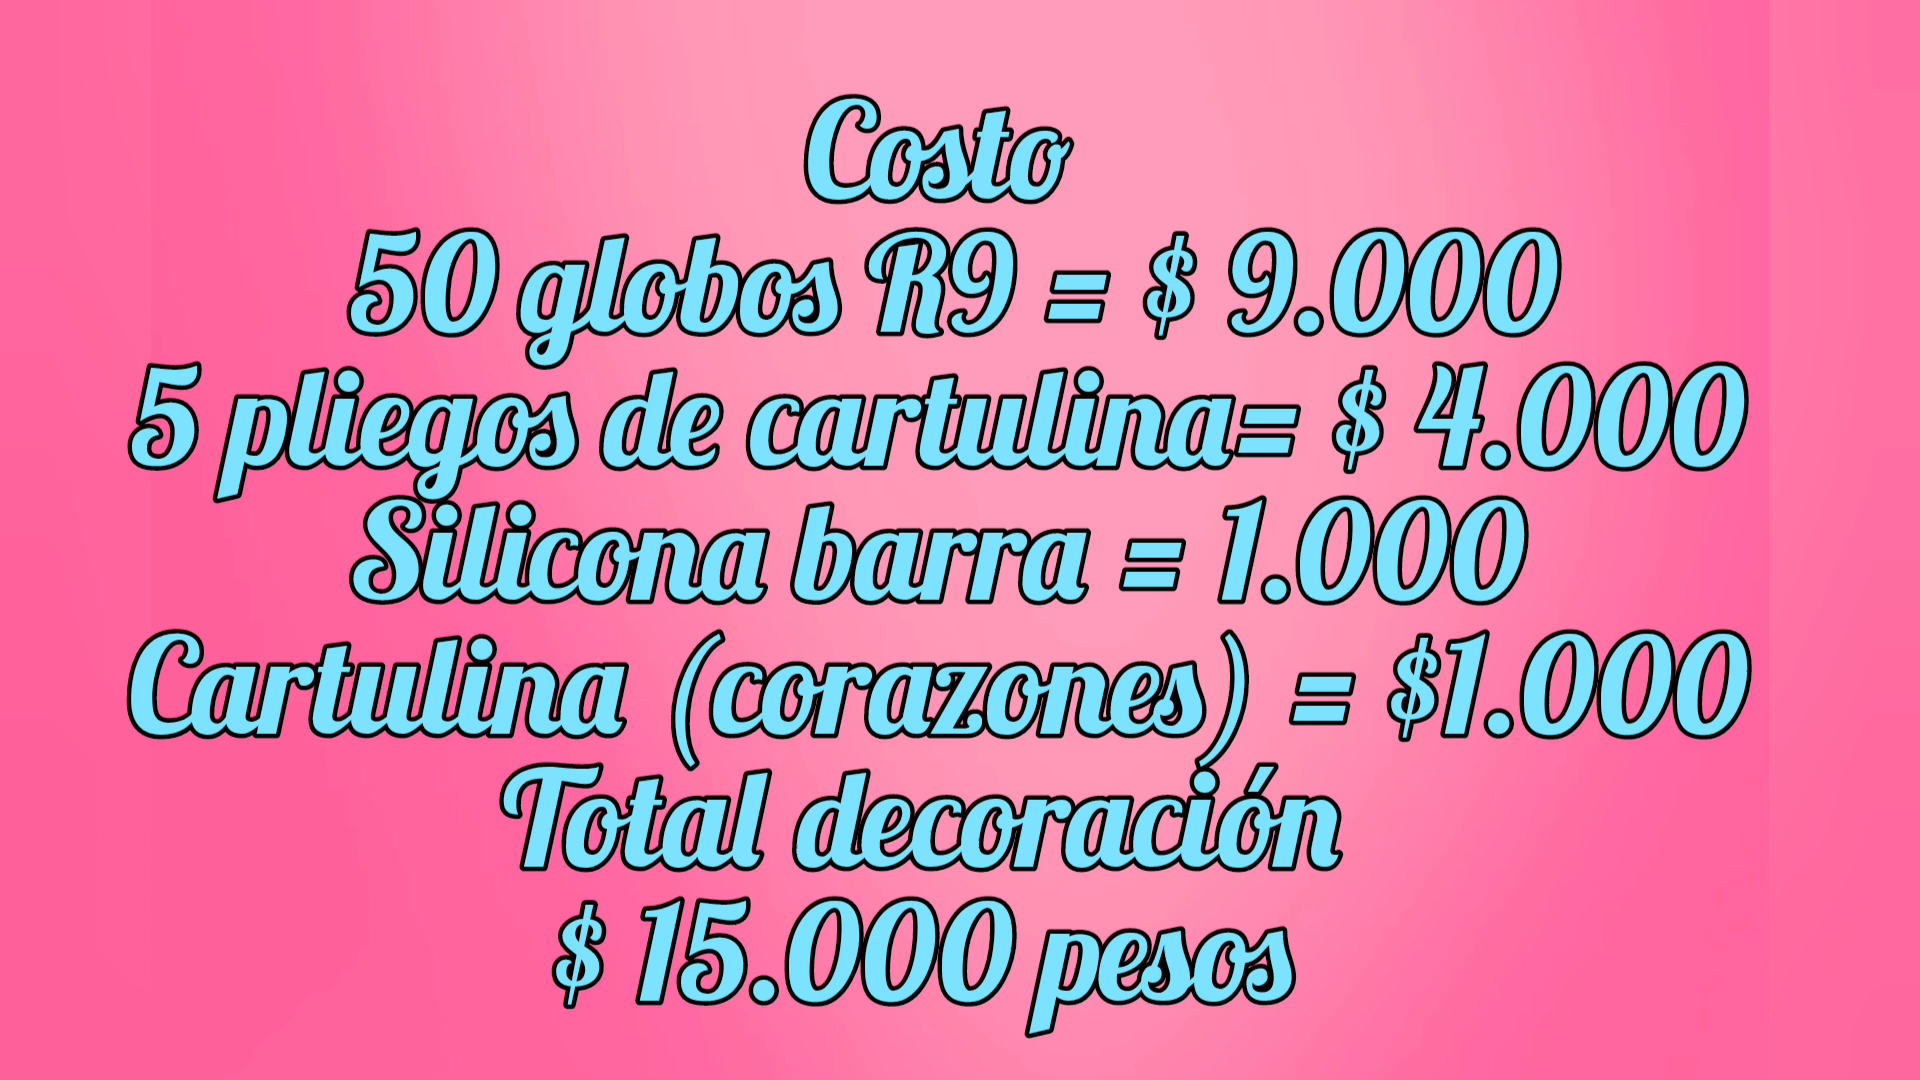 Costo
50 globos R9 = $ 9.000
5 pliegos de cartulina= $ 4.000
Silicona barra = 1.000
Cartulina (corazones) = $1.000
Total decoración
$ 15.000 pesos